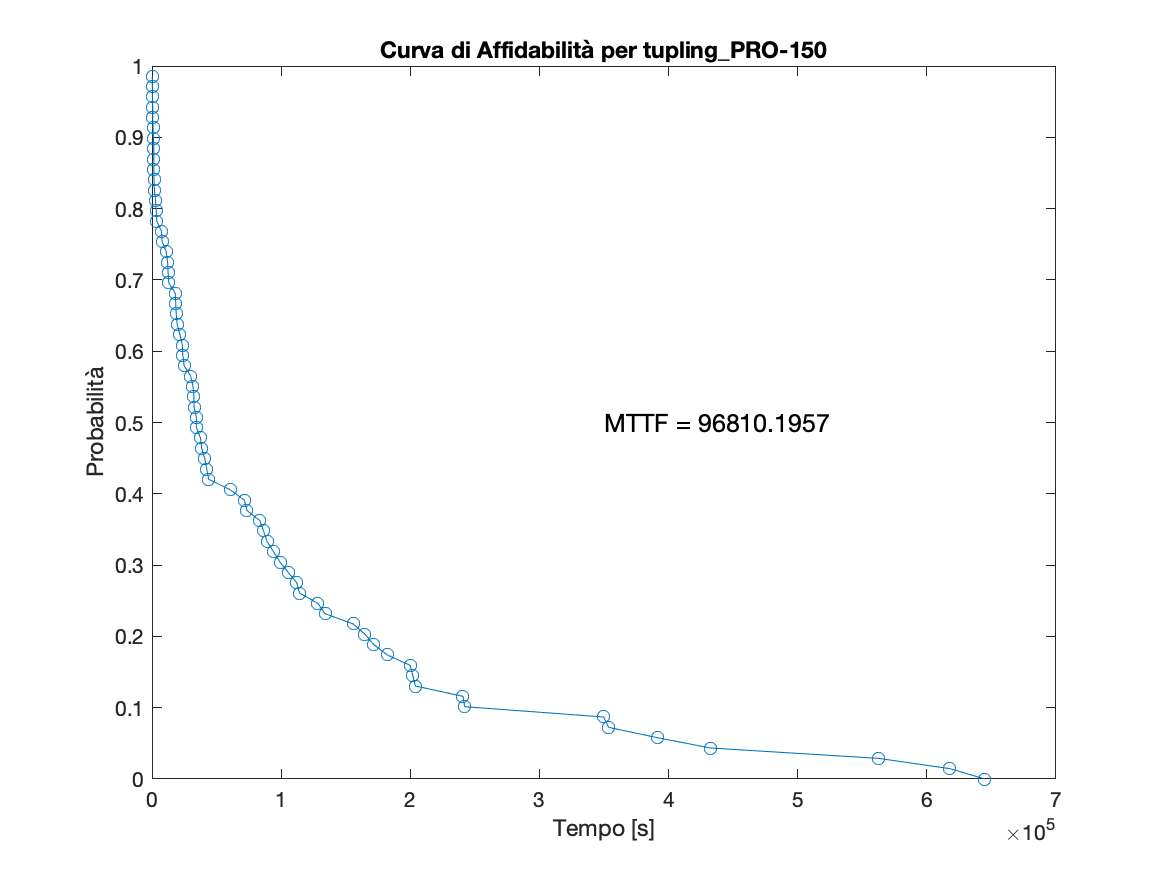 Curva di Affidabilità per tupling_PRO-150
1
0.9
0.8
0.7
0.6
0.5
0.4
0.3
0.2
0.1
0
Probabilità
MTTF = 96810.1957
0 1 2 3 4 5 6 7
Tempo [s]
×10⁵